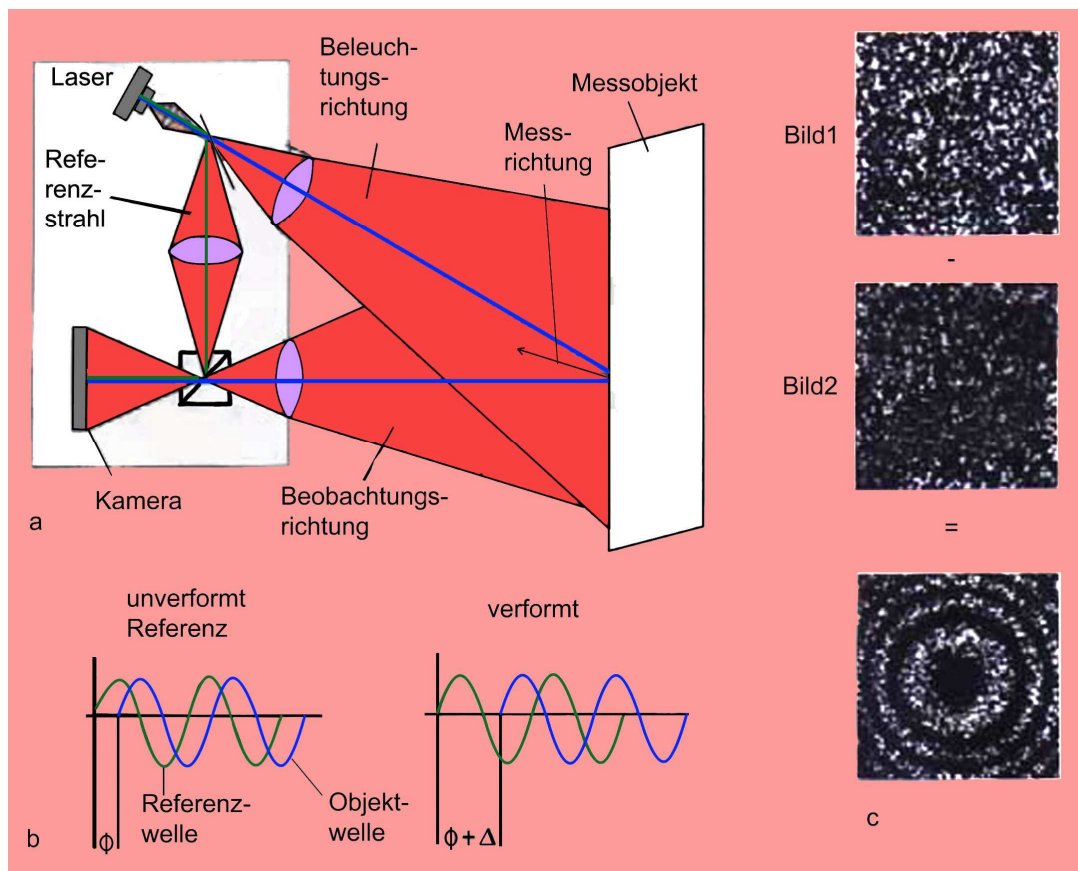 Laser
Beleuch-
tungs-
richtung
Messobjekt
Mess-
richtung
Refe-
renz-
strahl
Kamera
Beobachtungs-
richtung
a
Bild1
-
Bild2
=
c
unverformt
Referenz
verformt
Referenz-
welle
Objekt-
welle
b
ϕ
ϕ + Δ